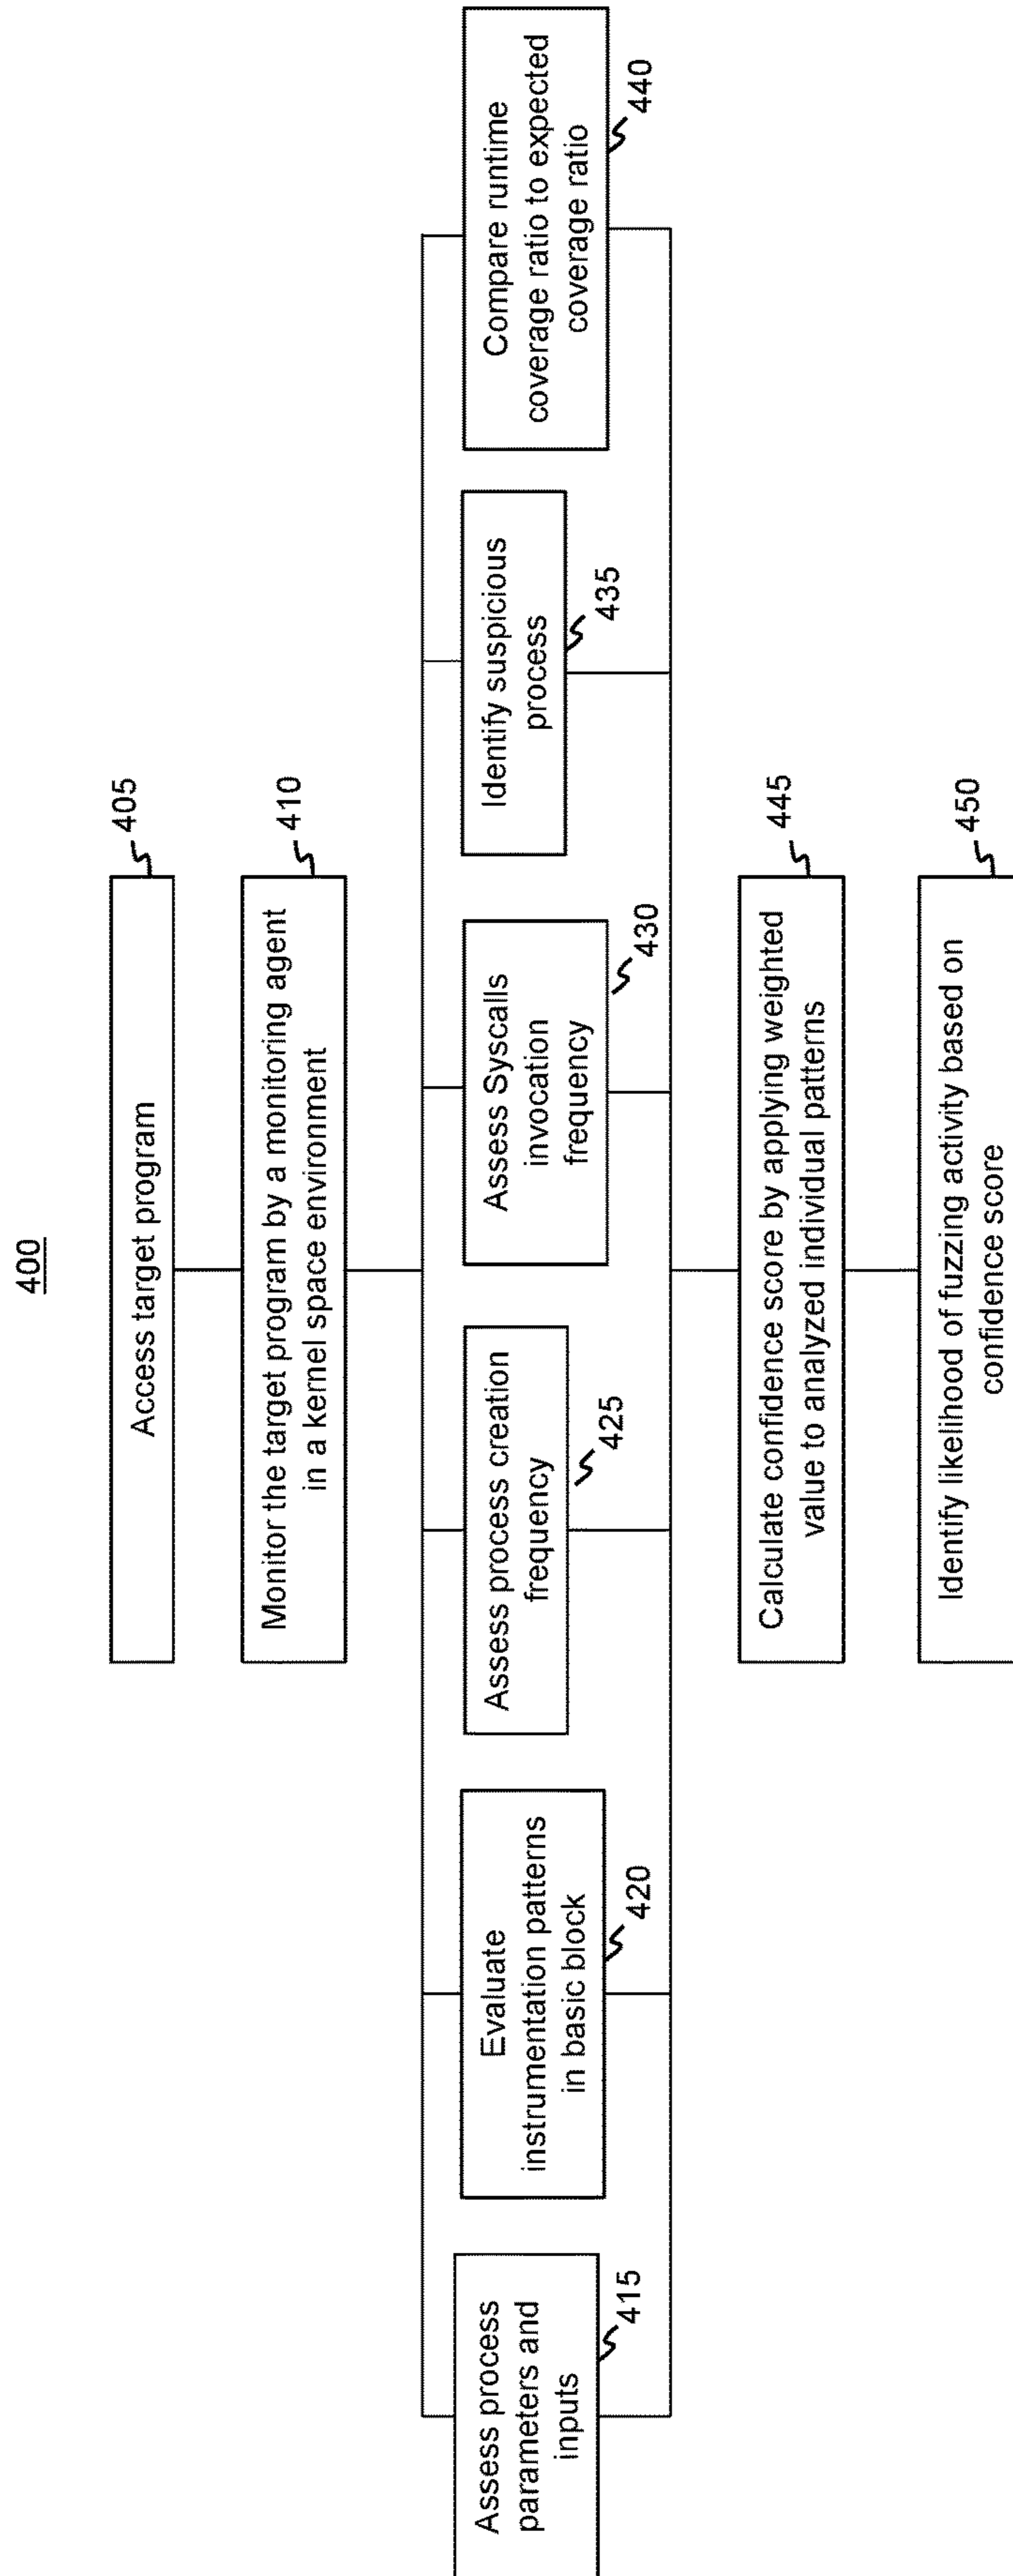 400
Access target program
405
Monitor the target program by a monitoring agent
in a kernel space environment
410
Assess process
parameters and
inputs
415
Evaluate
instrumentation patterns
in basic block
420
Assess process creation
frequency
425
Assess Syscalls
invocation
frequency
430
Identify suspicious
process
435
Compare runtime
coverage ratio to expected
coverage ratio
440
Calculate confidence score by applying weighted
value to analyzed individual patterns
445
Identify likelihood of fuzzing activity based on
confidence score
450